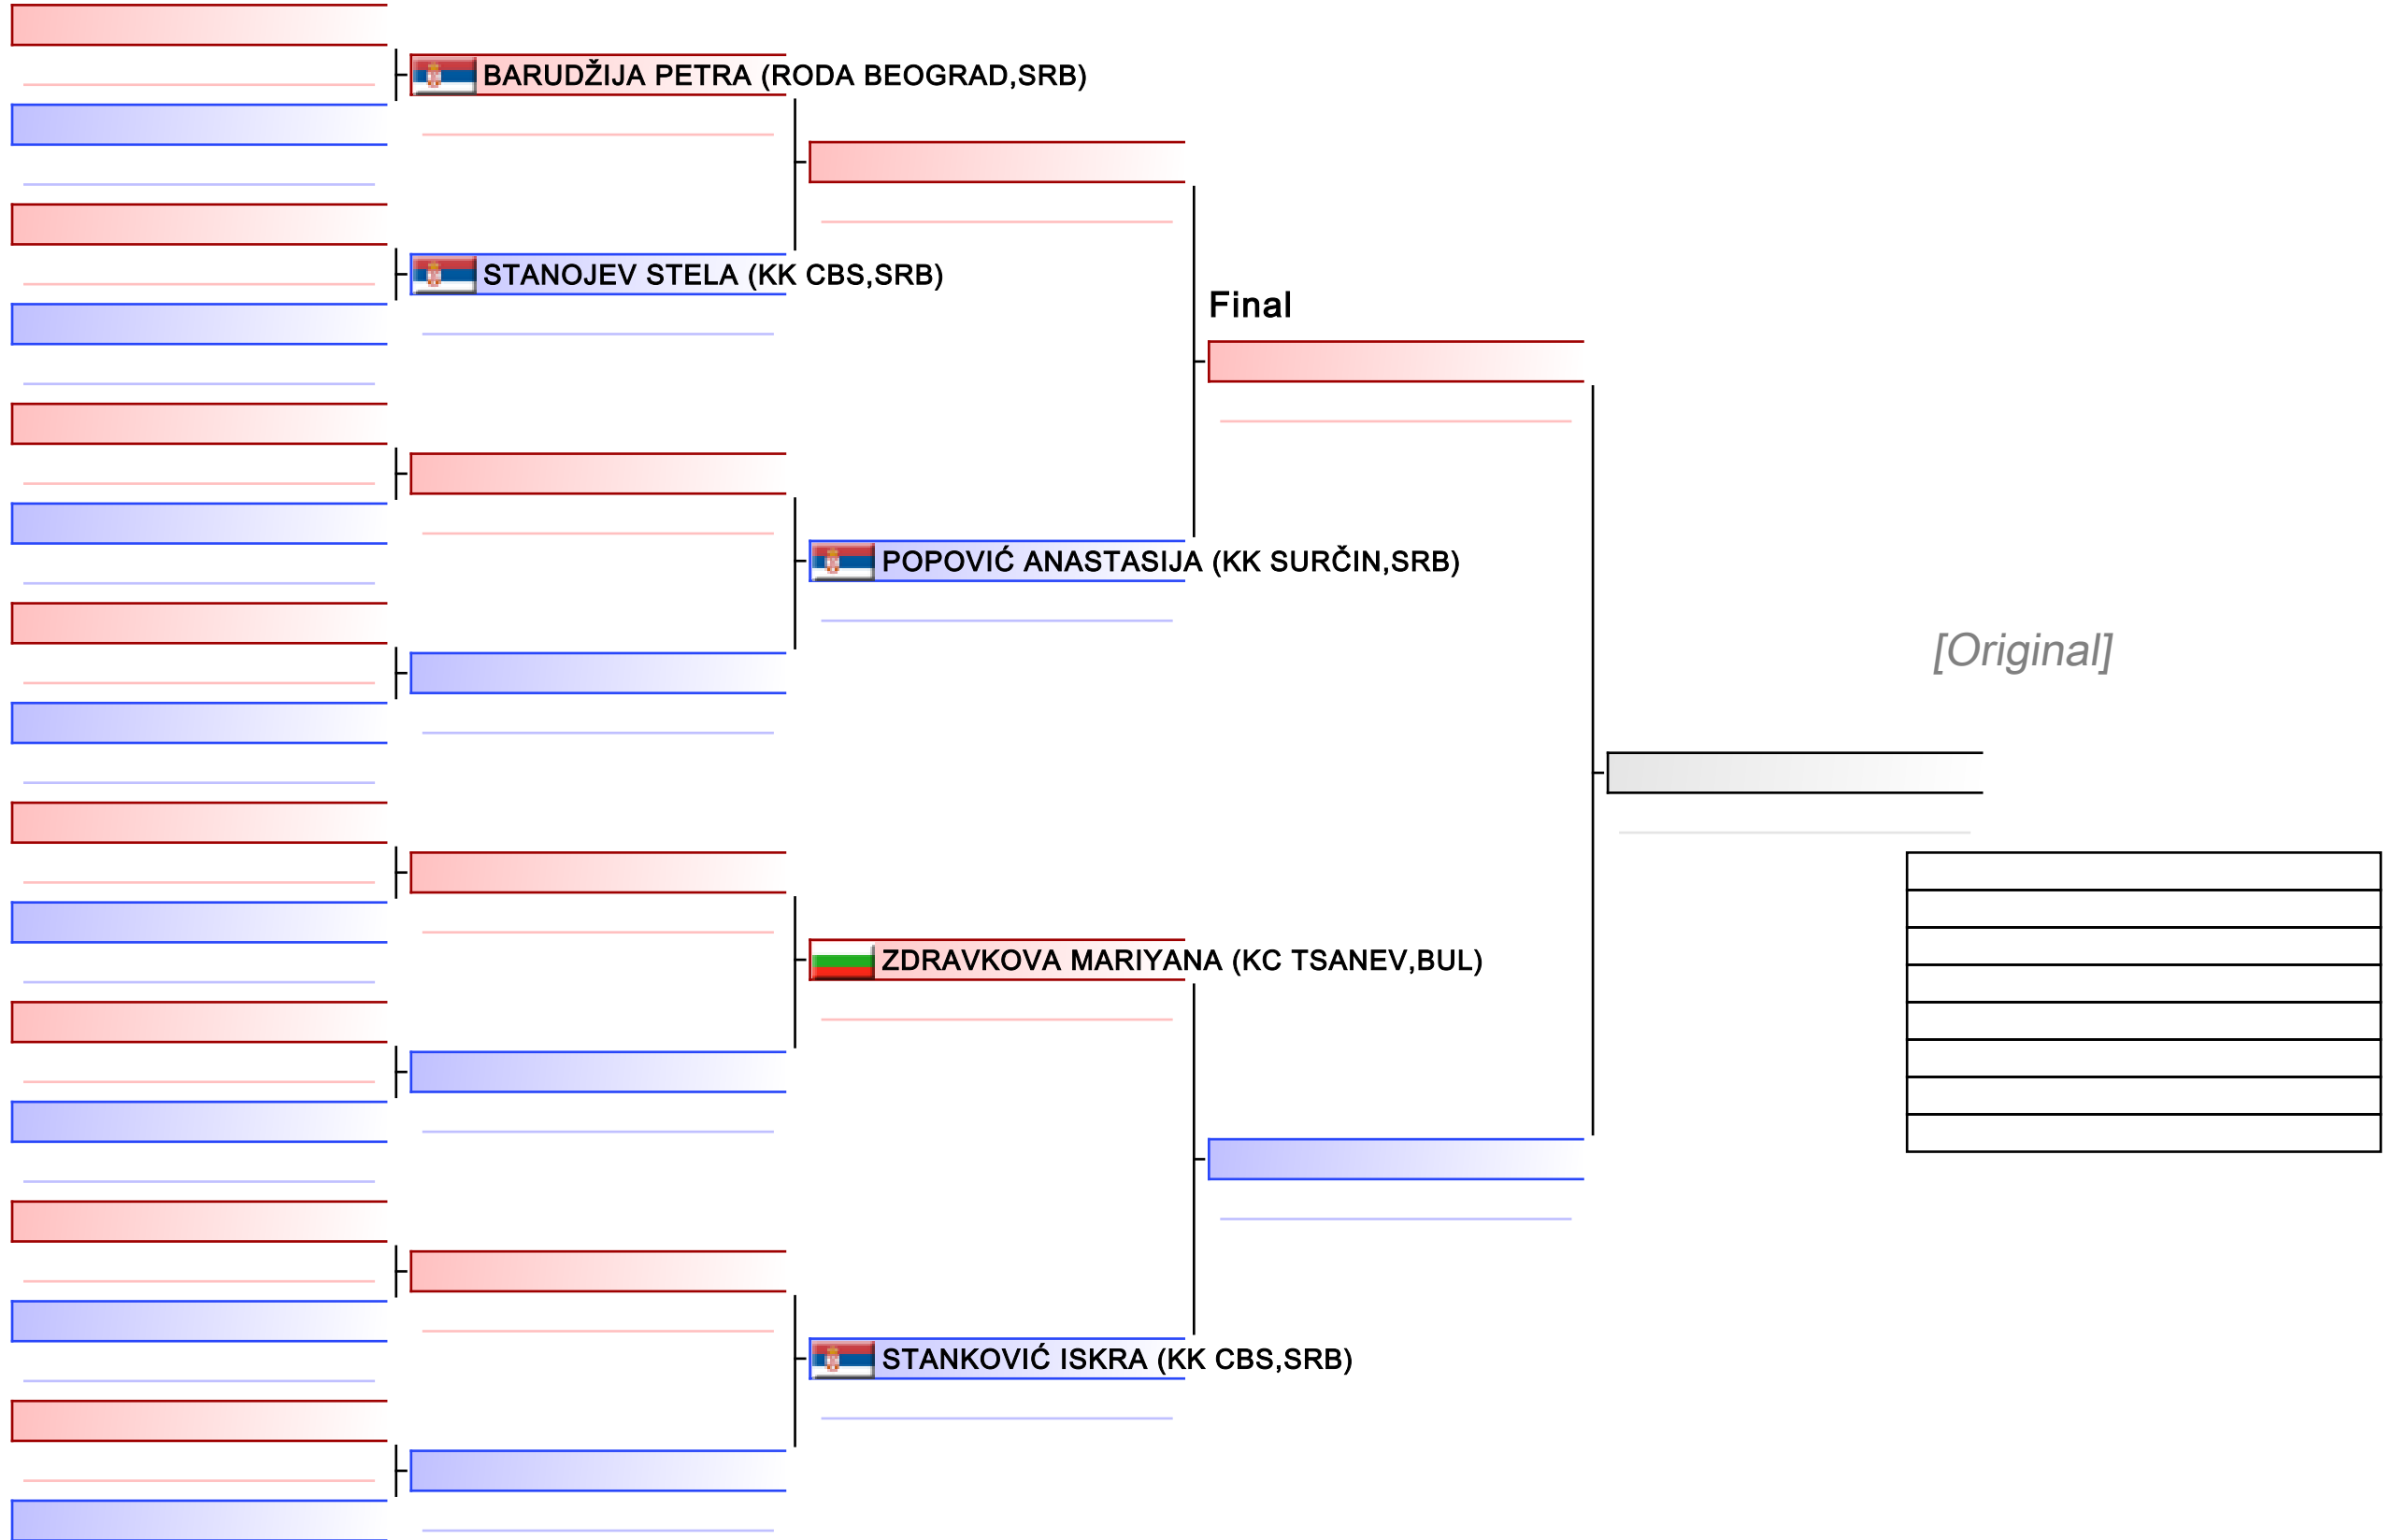 BARUDŽIJA PETRA (RODA BEOGRAD,SRB)
STANOJEV STELA (KK CBS,SRB)
Final
POPOVIĆ ANASTASIJA (KK SURČIN,SRB)
[Original]
ZDRAVKOVA MARIYANA (KC TSANEV,BUL)
STANKOVIĆ ISKRA (KK CBS,SRB)